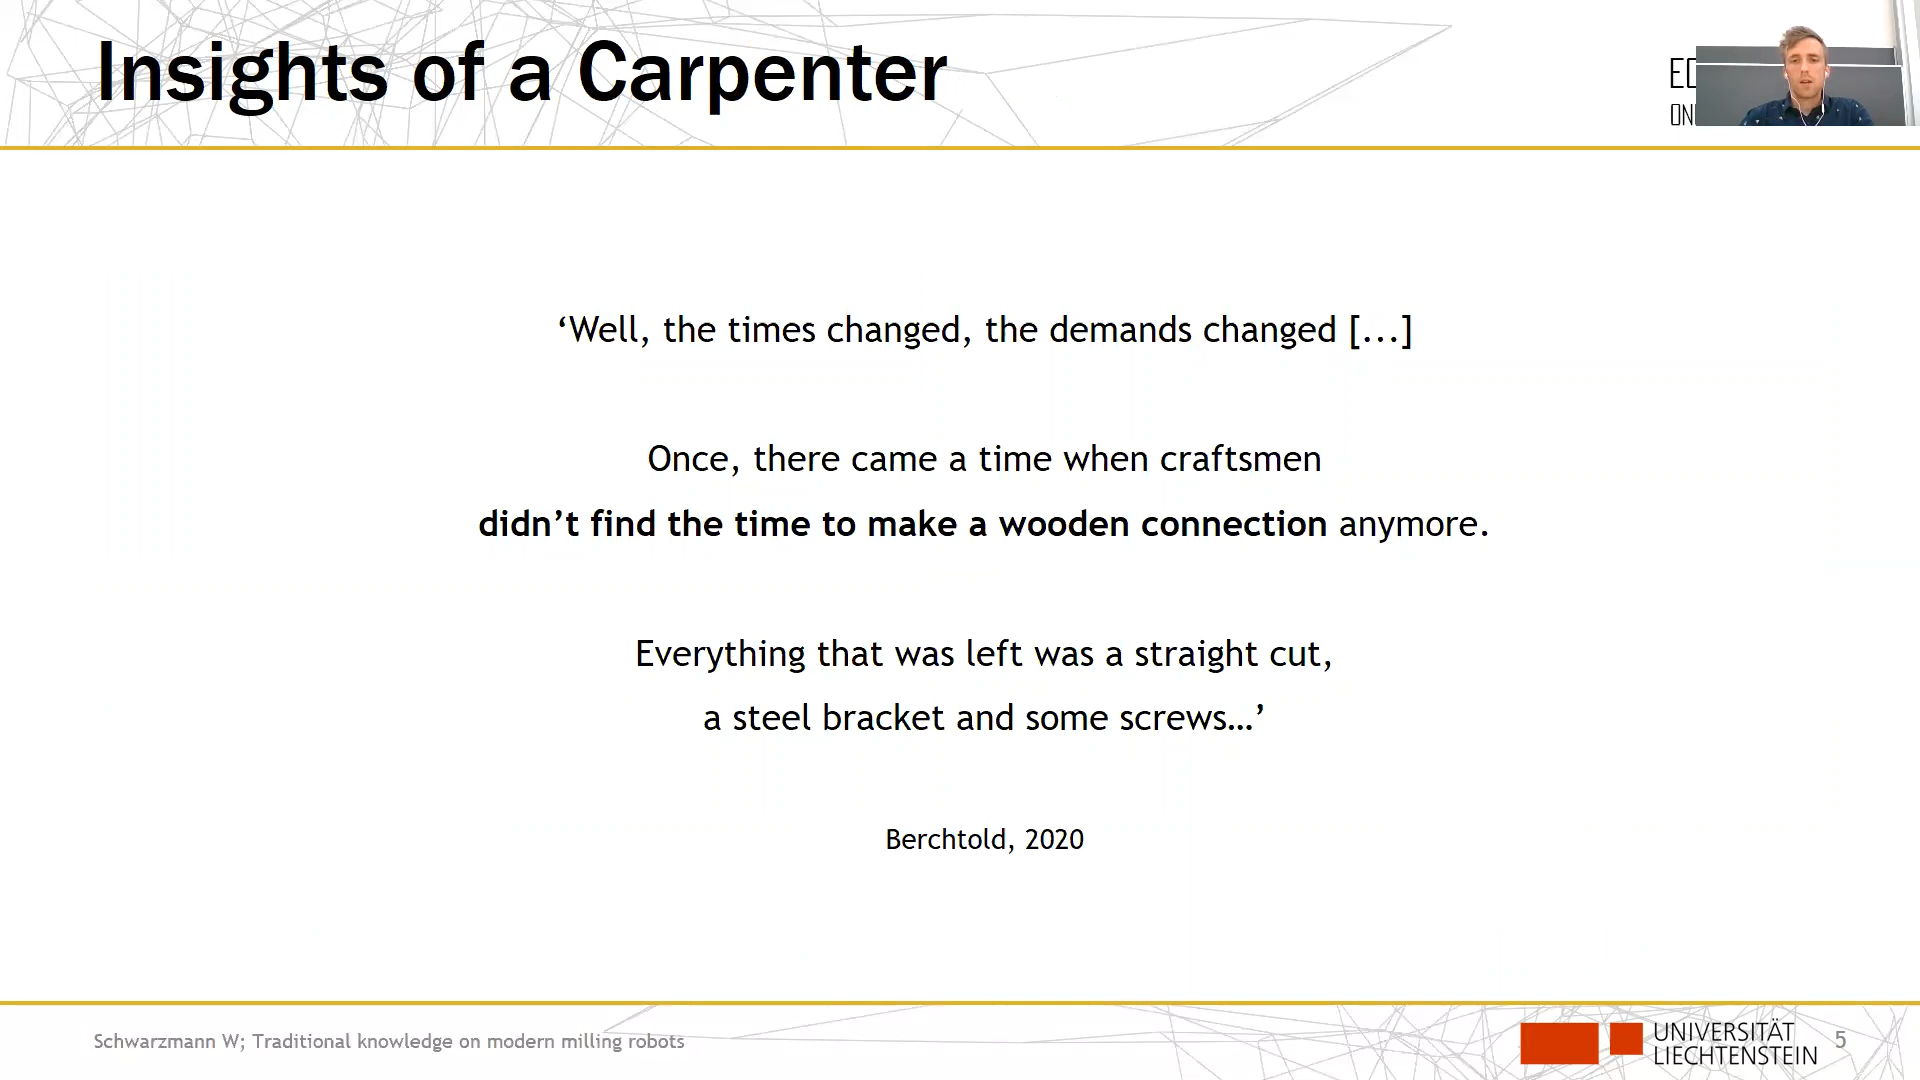 Insights of a Carpenter
‘Well, the times changed, the demands changed [...]
Once, there came a time when craftsmen
didn’t find the time to make a wooden connection anymore.
Everything that was left was a straight cut,
a steel bracket and some screws…’
Berchtold, 2020
Schwarzmann W; Traditional knowledge on modern milling robots
UNIVERSITÄT
LIECHTENSTEIN
5